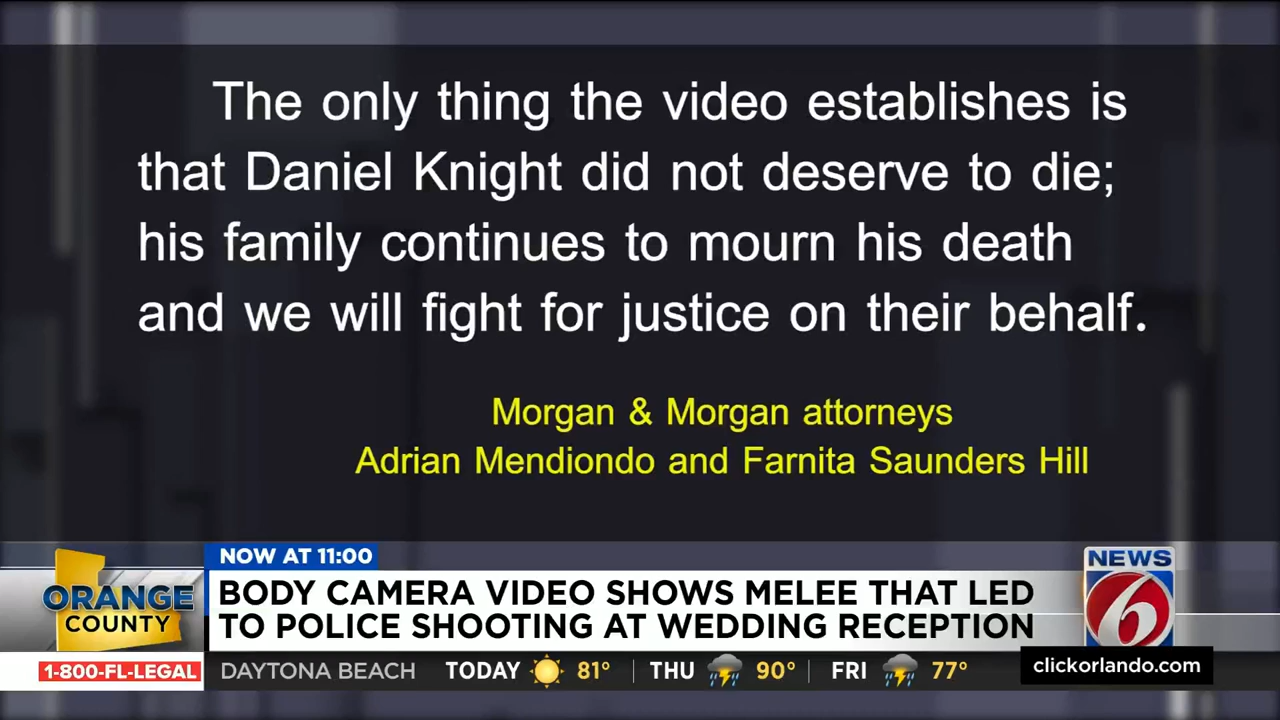 The only thing the video establishes is
that Daniel Knight did not deserve to die;
his family continues to mourn his death
and we will fight for justice on their behalf.
Morgan & Morgan attorneys
Adrian Mendiondo and Farnita Saunders Hill
NOW AT 11:00
ORANGE
COUNTY
BODY CAMERA VIDEO SHOWS MELEE THAT LED
TO POLICE SHOOTING AT WEDDING RECEPTION
NEWS
6
1-800-FL-LEGAL
DAYTONA BEACH TODAY 81° THU 90° FRI 77°
clickorlando.com